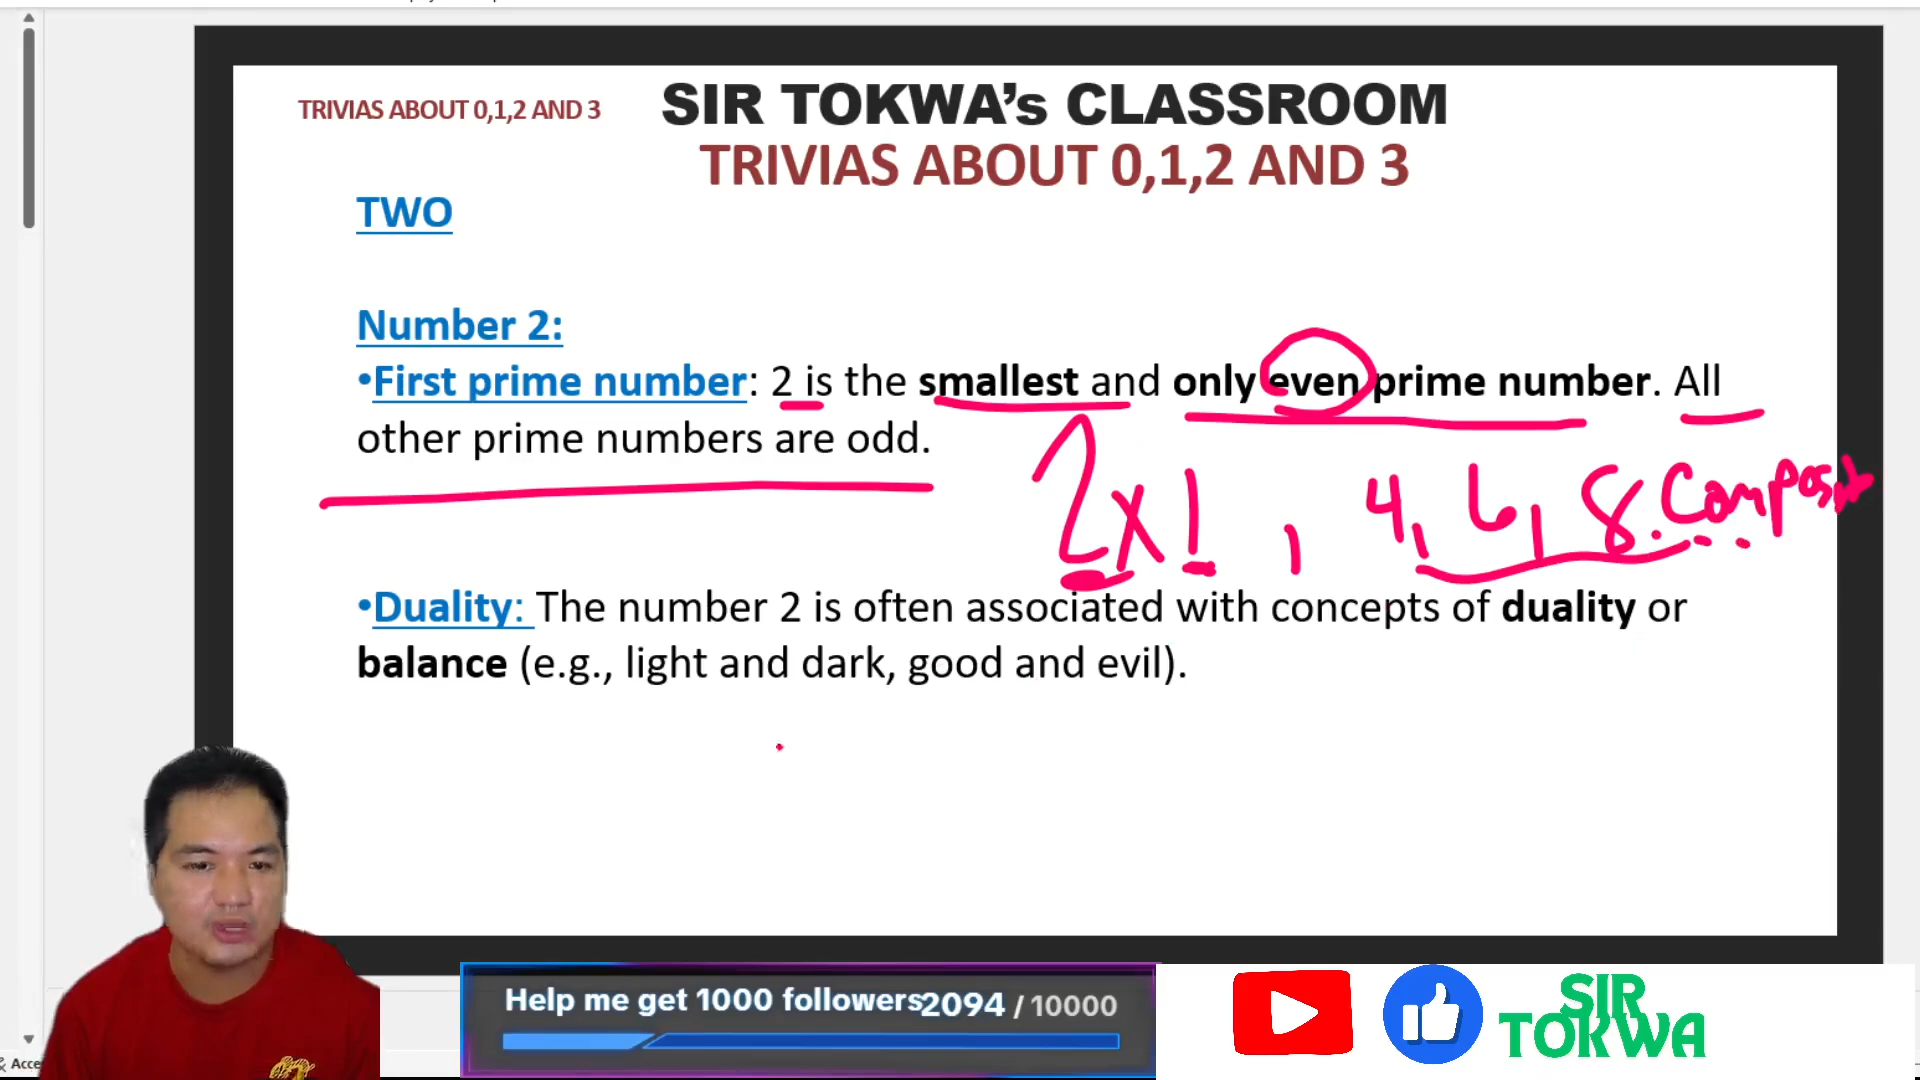 TRIVIAS ABOUT 0,1,2 AND 3
SIR TOKWA's CLASSROOM
TRIVIAS ABOUT 0,1,2 AND 3
TWO
Number 2:
•First prime number: 2 is the smallest and only even prime number. All
other prime numbers are odd.
2x1, 4, 6, 8...
•Duality: The number 2 is often associated with concepts of duality or
balance (e.g., light and dark, good and evil).
Help me get 1000 followers 2094 / 10000
SIR
TOKWA